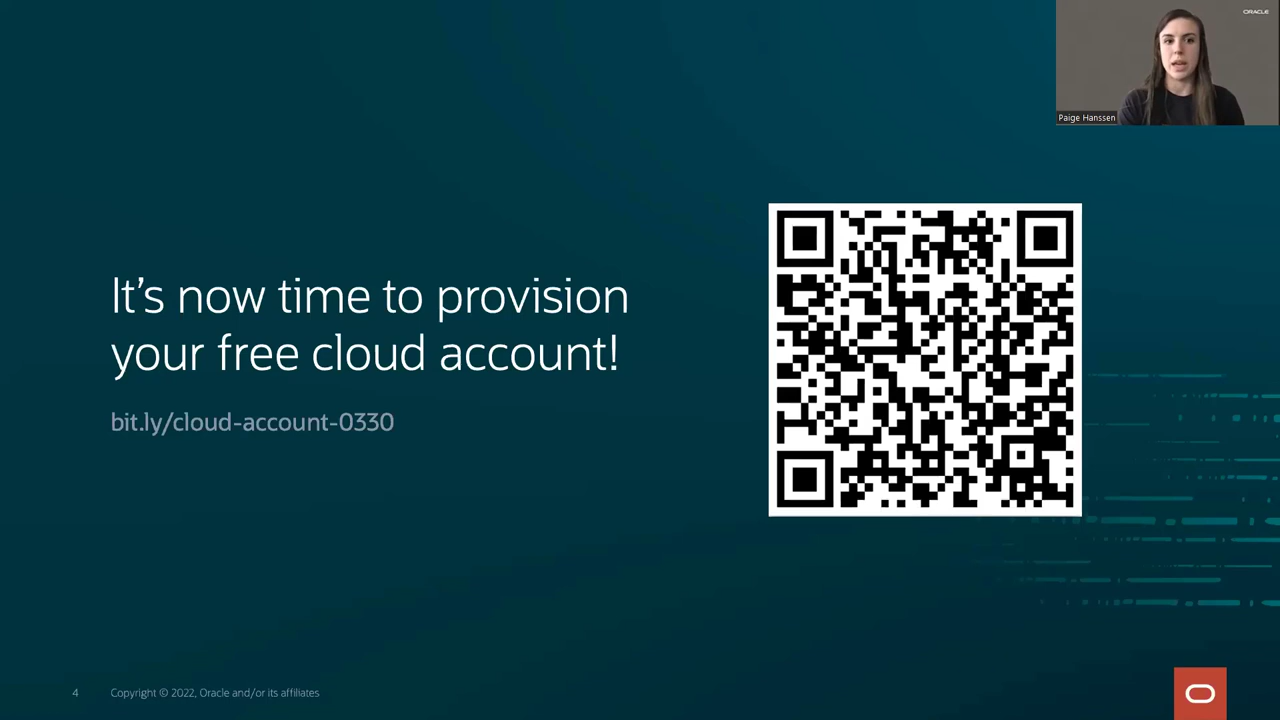 ORACLE
Paige Hanssen
It's now time to provision
your free cloud account!
bit.ly/cloud-account-0330
4
Copyright © 2022, Oracle and/or its affiliates